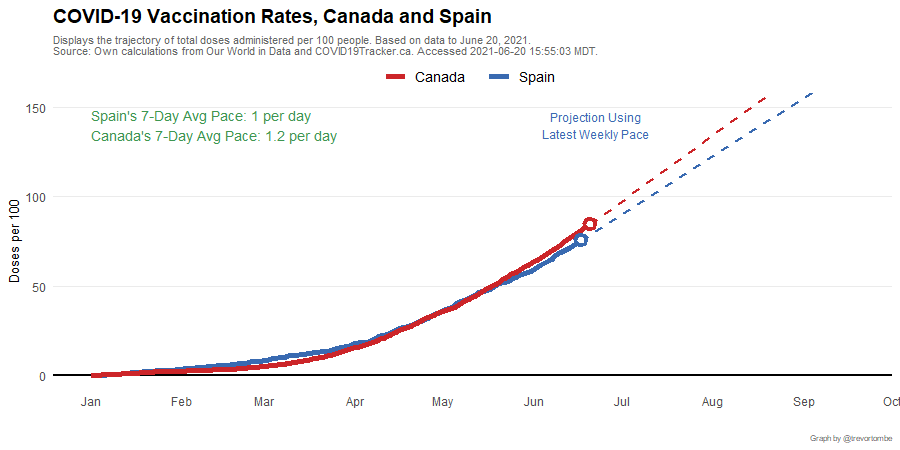 COVID-19 Vaccination Rates, Canada and Spain
Displays the trajectory of total doses administered per 100 people. Based on data to June 20, 2021.
Source: Own calculations from Our World in Data and COVID19Tracker.ca. Accessed 2021-06-20 15:55:03 MDT.
Canada Spain
Spain's 7-Day Avg Pace: 1 per day
Canada's 7-Day Avg Pace: 1.2 per day
Projection Using
Latest Weekly Pace
Doses per 100
150
100
50
0
Jan Feb Mar Apr May Jun Jul Aug Sep Oct
Graph by @trevortombe